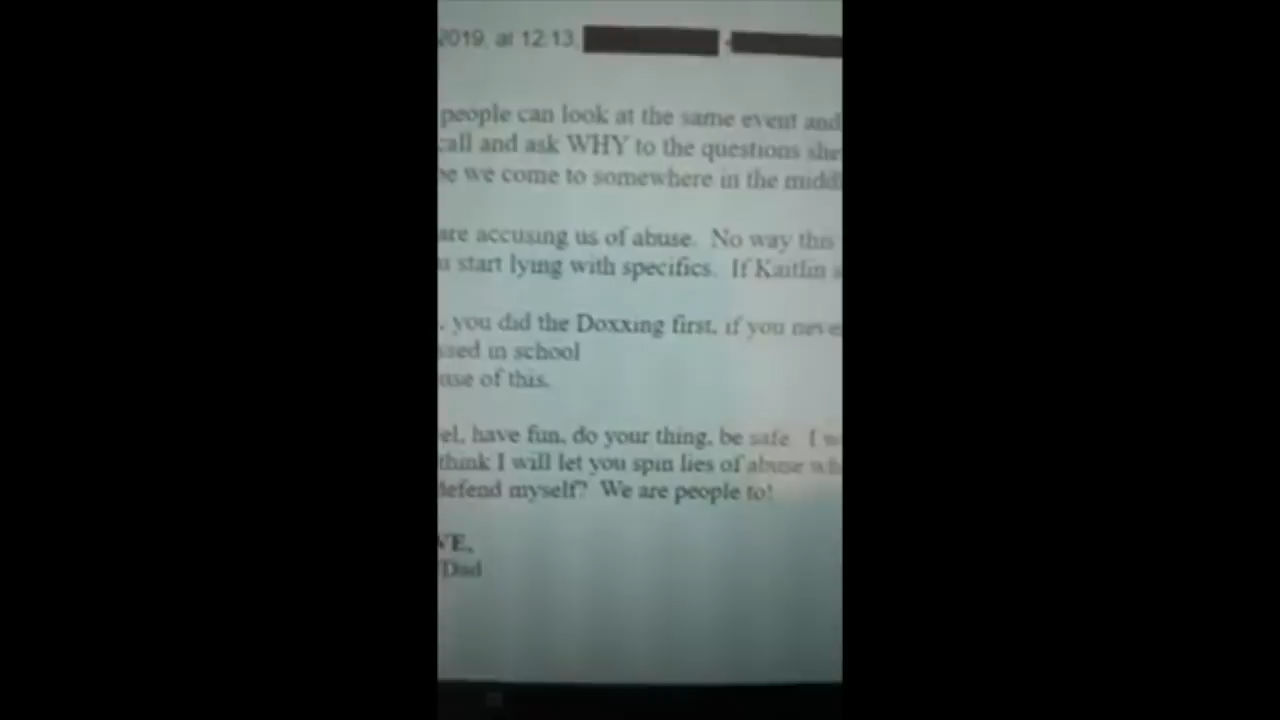 2019, at 12:13,
people can look at the same event and
call and ask WHY to the questions she
we come to somewhere in the middl
are accusing us of abuse. No way this
start lying with specifics. If Kaitlin
, you did the Doxxing first, if you neve
ssed in school
use of this.
el, have fun, do your thing, be safe. I w
think I will let you spin lies of abuse wh
defend myself? We are people to!
VE,
Dad